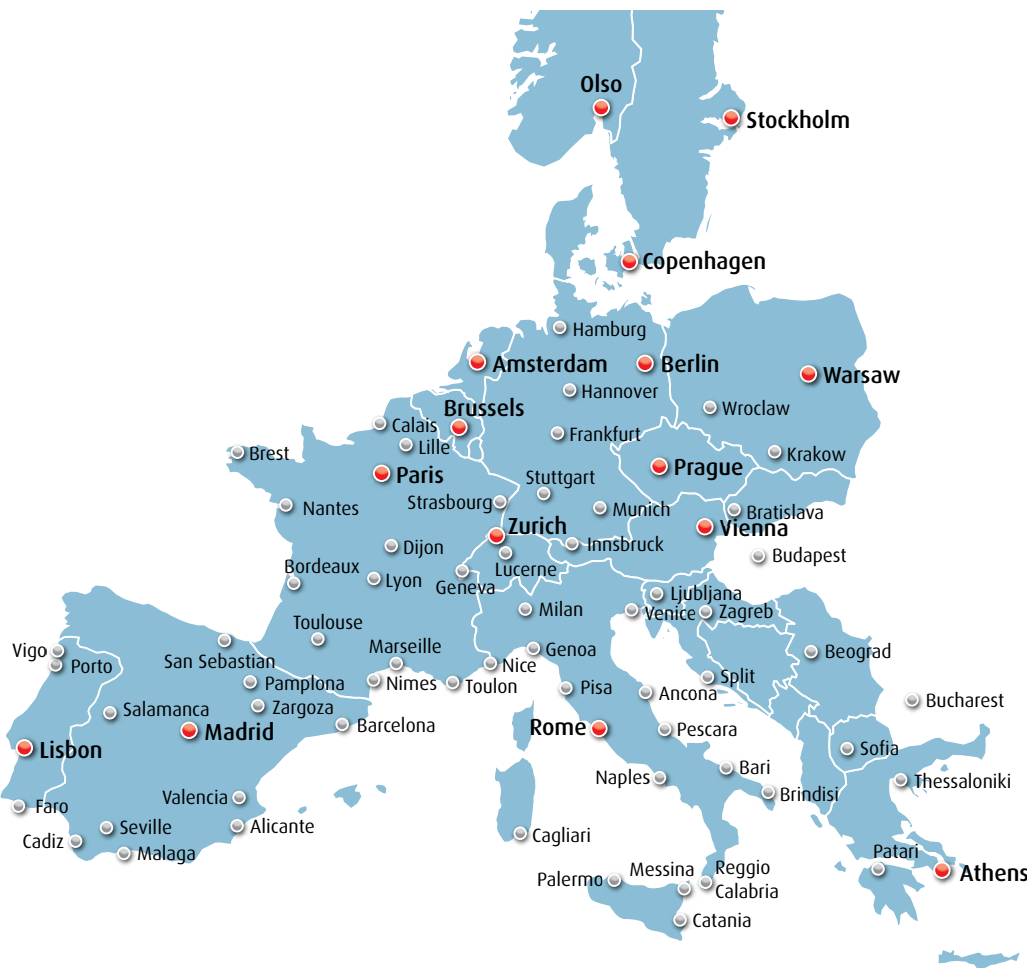 Olso
Stockholm
Copenhagen
Hamburg
Amsterdam
Berlin
Warsaw
Hannover
Brussels
Wroclaw
Calais
Frankfurt
Lille
Brest
Krakow
Paris
Prague
Stuttgart
Strasbourg
Nantes
Munich
Bratislava
Zurich
Vienna
Dijon
Innsbruck
Budapest
Lucerne
Bordeaux
Lyon
Geneva
Ljubljana
Milan
Venice
Zagreb
Toulouse
Vigo
Marseille
Genoa
Beograd
Porto
San Sebastian
Nice
Split
Pamplona
Nimes
Toulon
Pisa
Ancona
Bucharest
Salamanca
Zargoza
Barcelona
Madrid
Rome
Pescara
Lisbon
Sofia
Bari
Naples
Thessaloniki
Valencia
Brindisi
Faro
Seville
Alicante
Cadiz
Cagliari
Malaga
Patari
Messina
Reggio
Calabria
Athens
Palermo
Catania